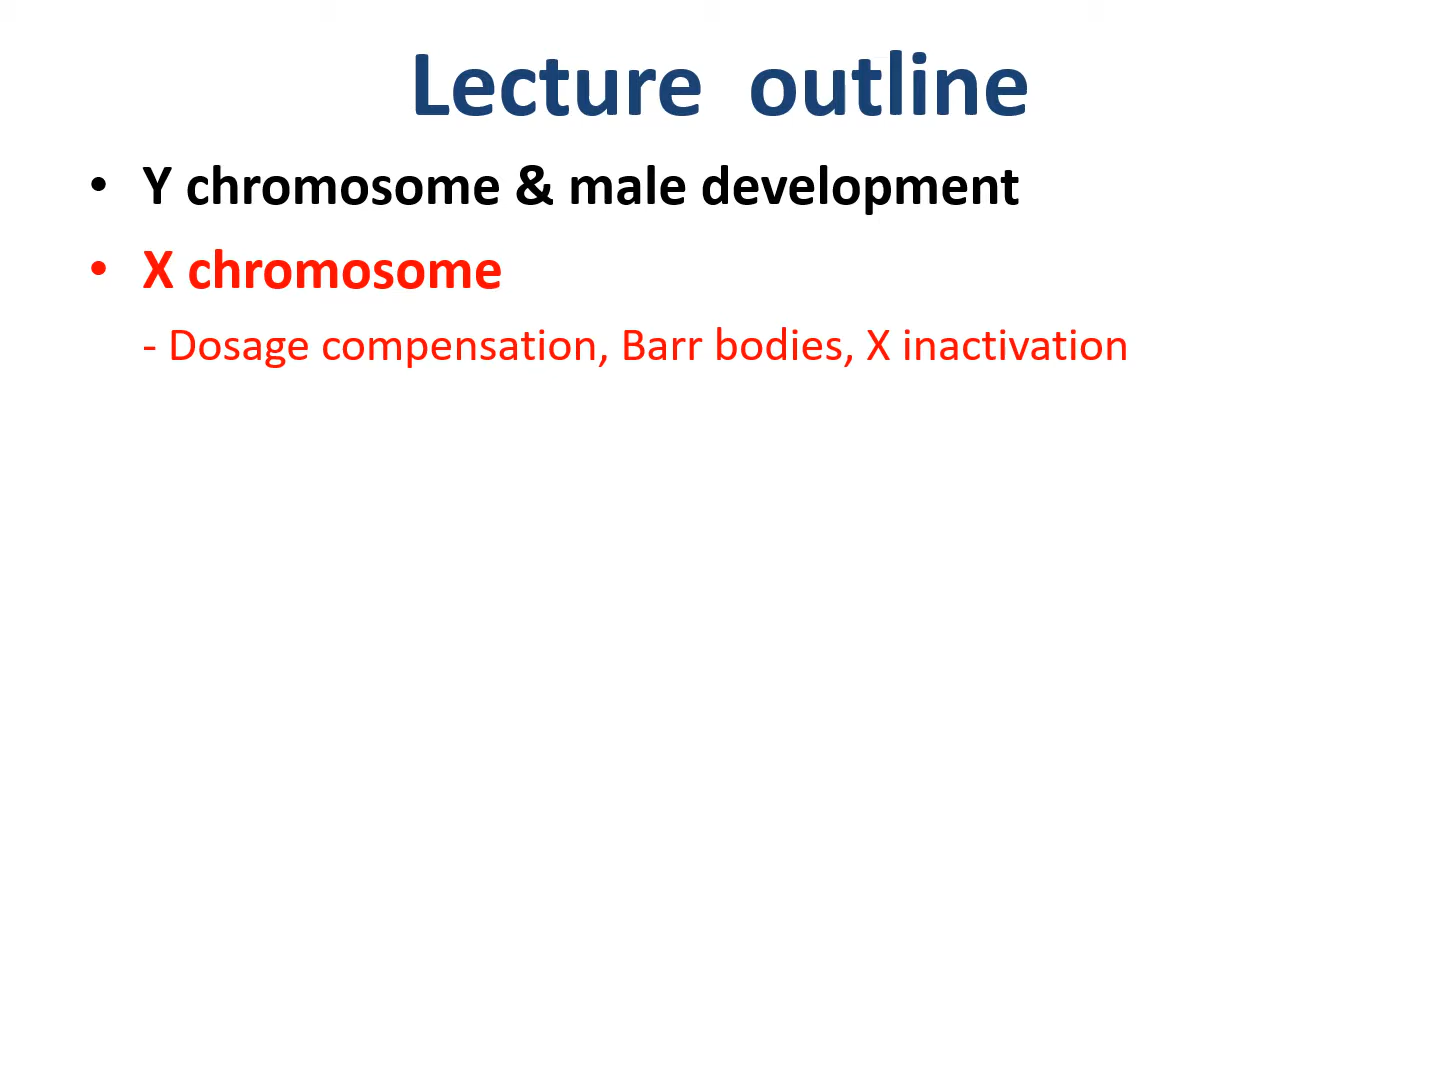 Lecture outline
• Y chromosome & male development
• X chromosome
- Dosage compensation, Barr bodies, X inactivation